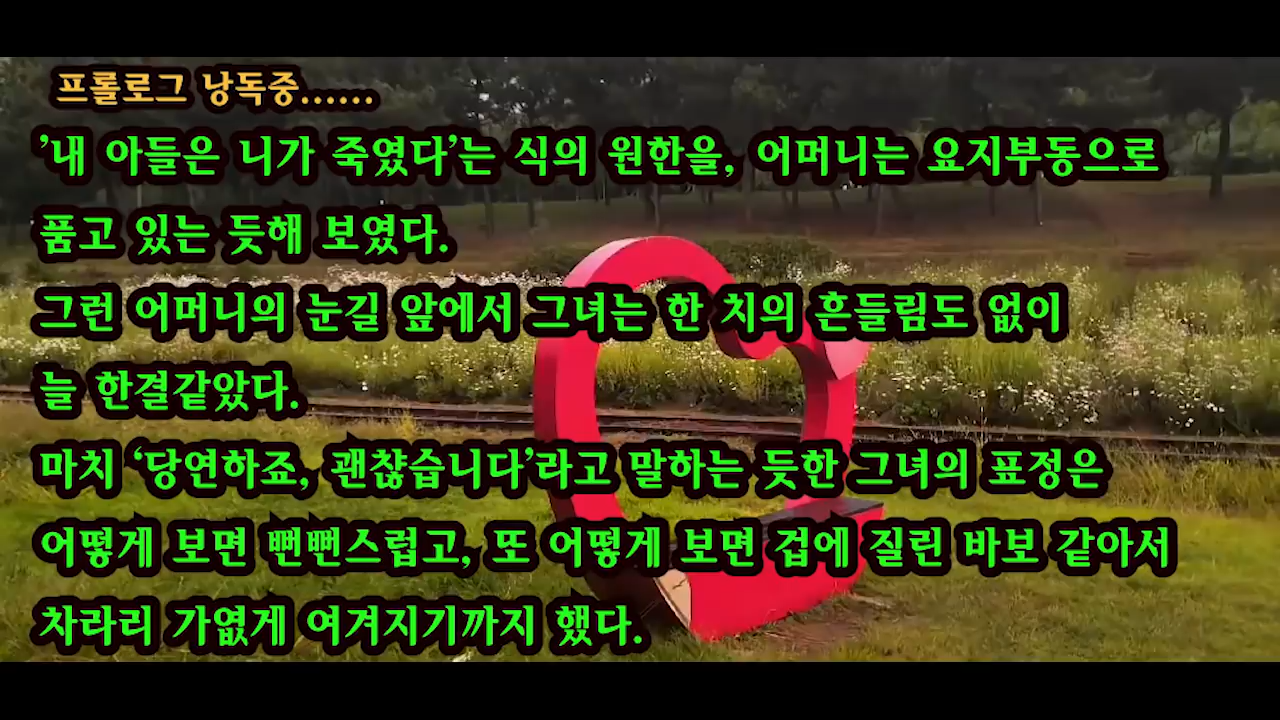 프롤로그 낭독중......
’내 아들은 니가 죽였다’는 식의 원한을, 어머니는 요지부동으로
품고 있는 듯해 보였다.
그런 어머니의 눈길 앞에서 그녀는 한 치의 흔들림도 없이
늘 한결같았다.
마치 ‘당연하죠, 괜찮습니다’라고 말하는 듯한 그녀의 표정은
어떻게 보면 뻔뻔스럽고, 또 어떻게 보면 겁에 질린 바보 같아서
차라리 가엾게 여겨지기까지 했다.